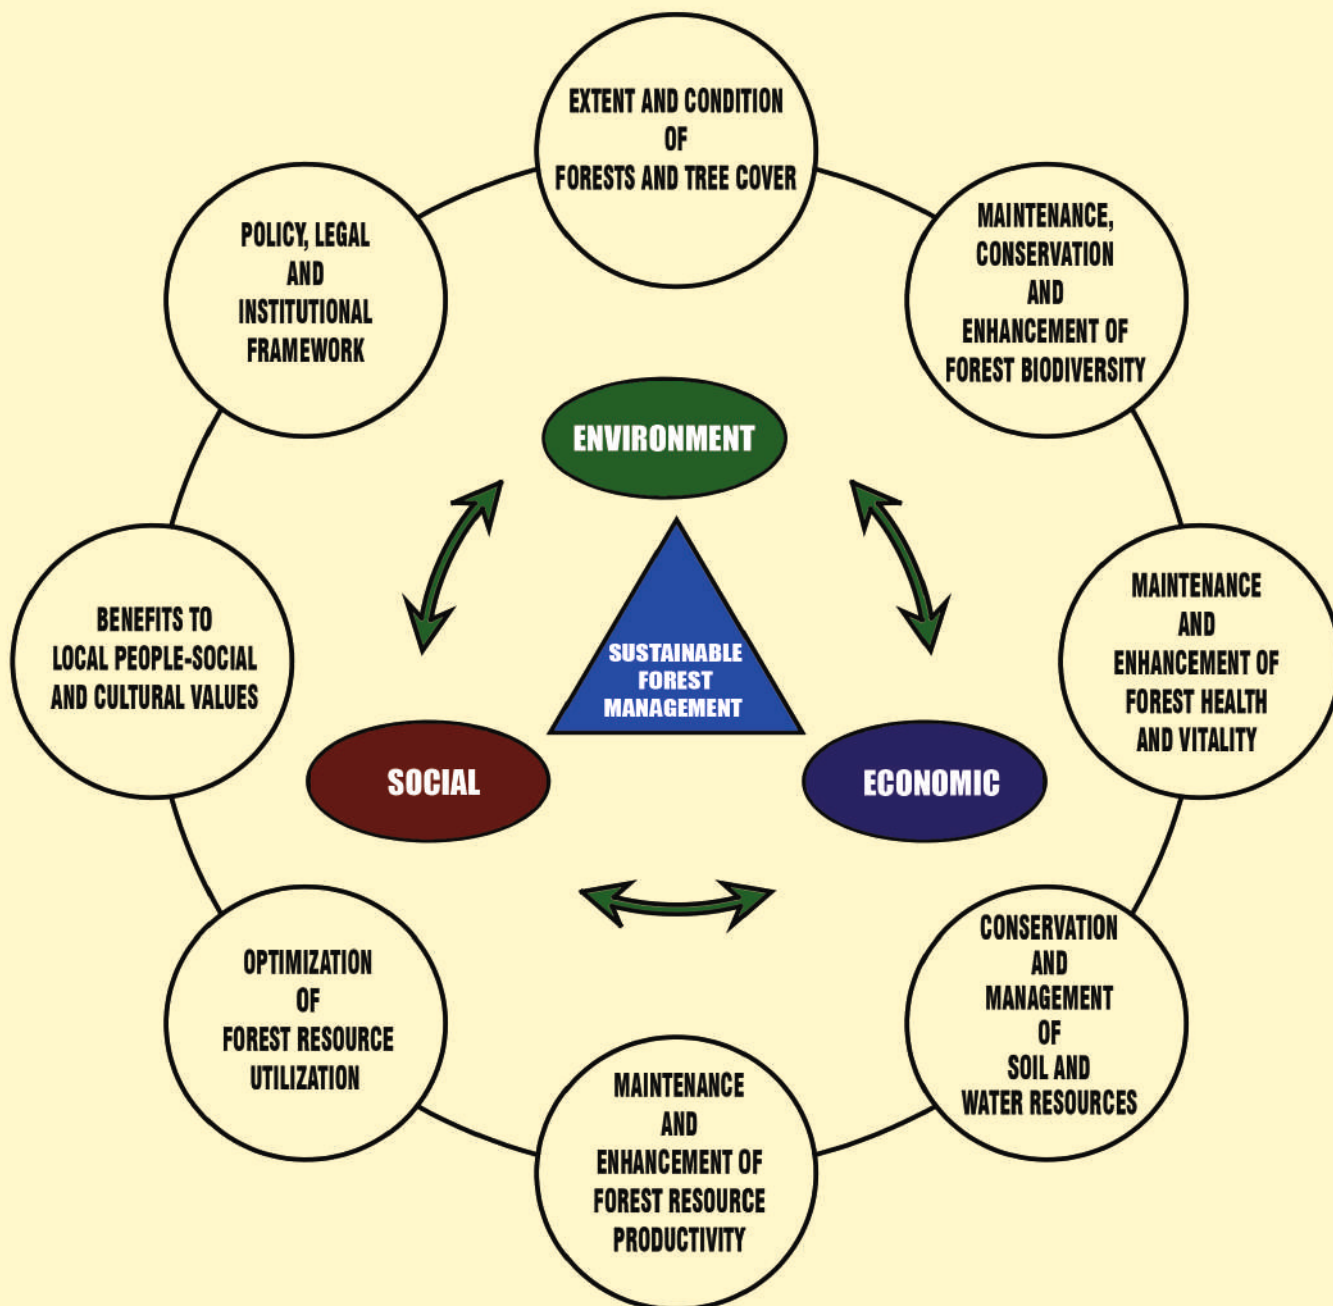 EXTENT AND CONDITION
OF
FORESTS AND TREE COVER
MAINTENANCE,
CONSERVATION
AND
ENHANCEMENT OF
FOREST BIODIVERSITY
MAINTENANCE
AND
ENHANCEMENT OF
FOREST HEALTH
AND VITALITY
CONSERVATION
AND
MANAGEMENT
OF
SOIL AND
WATER RESOURCES
MAINTENANCE
AND
ENHANCEMENT OF
FOREST RESOURCE
PRODUCTIVITY
OPTIMIZATION
OF
FOREST RESOURCE
UTILIZATION
BENEFITS TO
LOCAL PEOPLE-SOCIAL
AND CULTURAL VALUES
POLICY, LEGAL
AND
INSTITUTIONAL
FRAMEWORK
ENVIRONMENT
SUSTAINABLE
FOREST
MANAGEMENT
SOCIAL
ECONOMIC